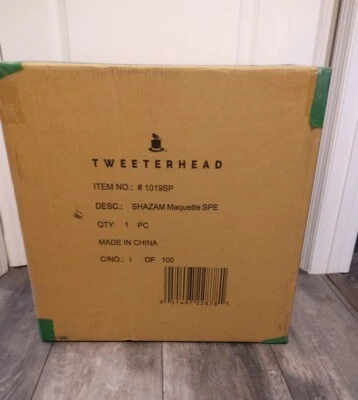 TWEETERHEAD
ITEM NO.: # 1019SP
DESC.: SHAZAM Maquette SPE
QTY: 1 PC
MADE IN CHINA
C/NO.: 1 OF 100